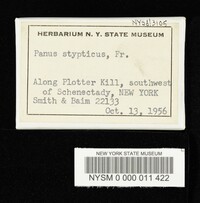 HERBARIUM N. Y. STATE MUSEUM
Panus stypticus, Fr.
Along Plotter Kill, southwest
of Schenectady, NEW YORK
Smith & Baim 22133
Oct. 13, 1956
NEW YORK STATE MUSEUM
NYSM 0 000 011 422